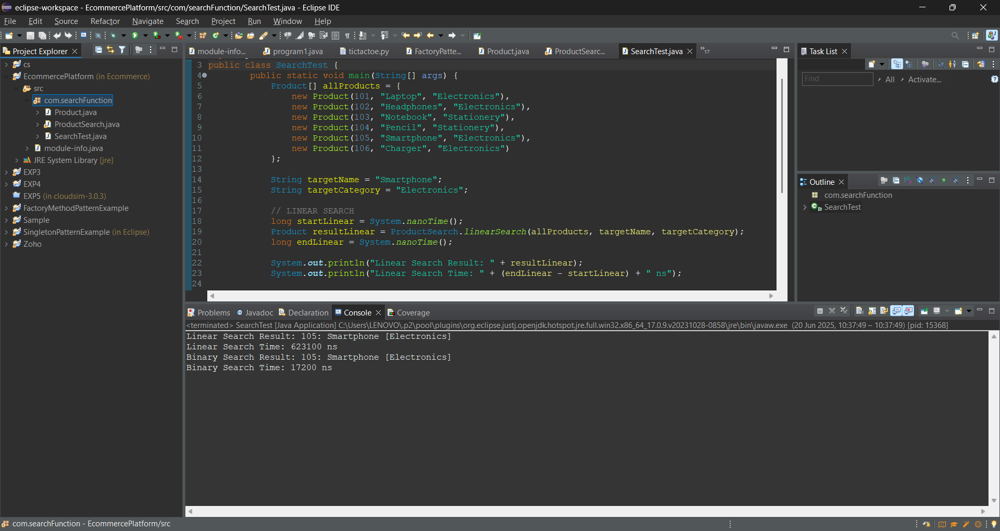 eclipse-workspace - EcommercePlatform/src/com/searchFunction/SearchTest.java - Eclipse IDE
File Edit Source Refactor Navigate Search Project Run Window Help
Project Explorer
cs
EcommercePlatform (in Ecommerce)
src
com.searchFunction
Product.java
ProductSearch.java
SearchTest.java
module-info.java
JRE System Library [jre]
EXP3
EXP4
EXP5 (in cloudsim-3.0.3)
FactoryMethodPatternExample
Sample
SingletonPatternExample (in Eclipse)
Zoho
module-info... program1.java tictactoe.py FactoryPatte... Product.java ProductSearc... SearchTest.java »17
3 public class SearchTest {
4 public static void main(String[] args) {
5 Product[] allProducts = {
6 new Product(101, "Laptop", "Electronics"),
7 new Product(102, "Headphones", "Electronics"),
8 new Product(103, "Notebook", "Stationery"),
9 new Product(104, "Pencil", "Stationery"),
10 new Product(105, "Smartphone", "Electronics"),
11 new Product(106, "Charger", "Electronics")
12 };
13
14 String targetName = "Smartphone";
15 String targetCategory = "Electronics";
16
17 // LINEAR SEARCH
18 long startLinear = System.nanoTime();
19 Product resultLinear = ProductSearch.linearSearch(allProducts, targetName, targetCategory);
20 long endLinear = System.nanoTime();
21
22 System.out.println("Linear Search Result: " + resultLinear);
23 System.out.println("Linear Search Time: " + (endLinear - startLinear) + " ns");
24
Task List
Find All Activate...
Outline
com.searchFunction
SearchTest
Problems Javadoc Declaration Console Coverage
<terminated> SearchTest [Java Application] C:\Users\LENOVO\.p2\pool\plugins\org.eclipse.justj.openjdk.hotspot.jre.full.win32.x86_64_17.0.9.v20231028-0858\jre\bin\javaw.exe (20 Jun 2025, 10:37:49 – 10:37:49) [pid: 15368]
Linear Search Result: 105: Smartphone [Electronics]
Linear Search Time: 623100 ns
Binary Search Result: 105: Smartphone [Electronics]
Binary Search Time: 17200 ns
com.searchFunction - EcommercePlatform/src